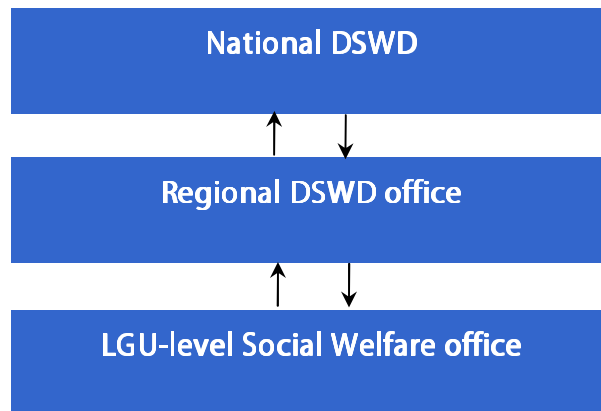 National DSWD
Regional DSWD office
LGU-level Social Welfare office